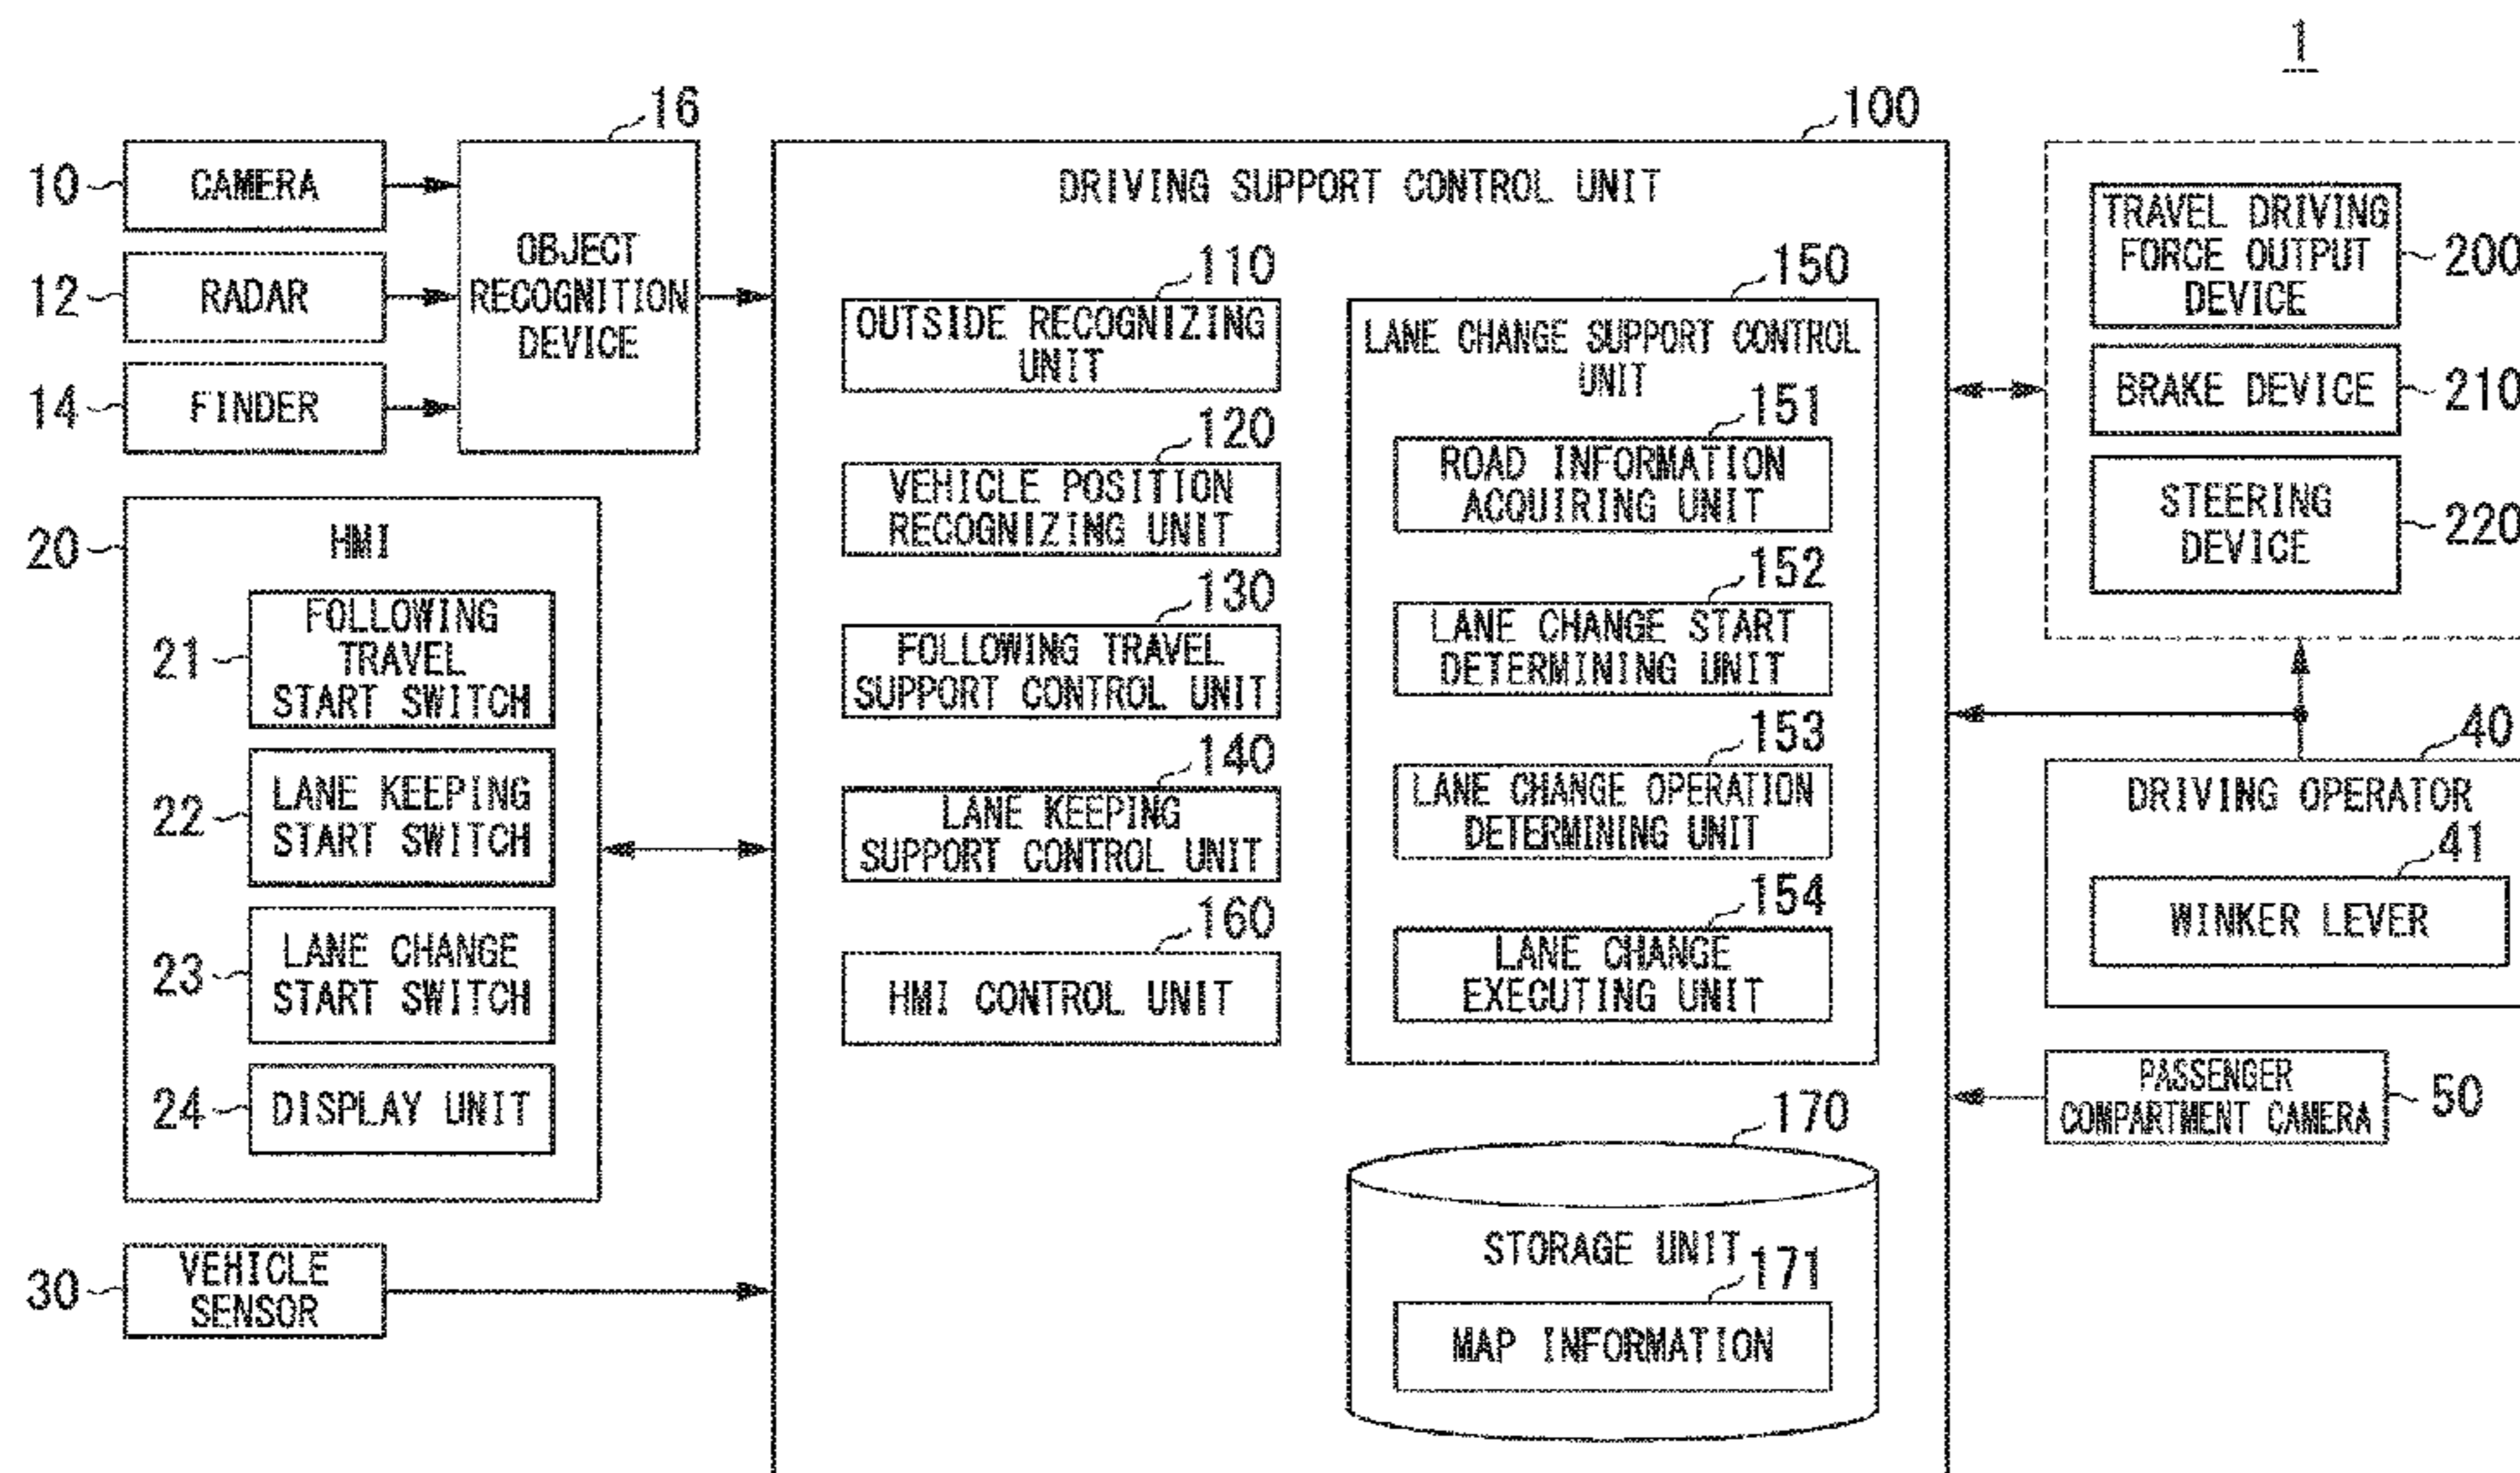 1
16
100
10
CAMERA
12
RADAR
14
FINDER
OBJECT
RECOGNITION
DEVICE
20
HMI
21
FOLLOWING
TRAVEL
START SWITCH
22
LANE KEEPING
START SWITCH
23
LANE CHANGE
START SWITCH
24
DISPLAY UNIT
30
VEHICLE
SENSOR
DRIVING SUPPORT CONTROL UNIT
110
OUTSIDE RECOGNIZING
UNIT
120
VEHICLE POSITION
RECOGNIZING UNIT
130
FOLLOWING TRAVEL
SUPPORT CONTROL UNIT
140
LANE KEEPING
SUPPORT CONTROL UNIT
160
HMI CONTROL UNIT
150
LANE CHANGE SUPPORT CONTROL
UNIT
151
ROAD INFORMATION
ACQUIRING UNIT
152
LANE CHANGE START
DETERMINING UNIT
153
LANE CHANGE OPERATION
DETERMINING UNIT
154
LANE CHANGE
EXECUTING UNIT
170
STORAGE UNIT
171
MAP INFORMATION
TRAVEL DRIVING
FORCE OUTPUT
DEVICE
200
BRAKE DEVICE
210
STEERING
DEVICE
220
40
DRIVING OPERATOR
41
WINKER LEVER
PASSENGER
COMPARTMENT CAMERA
50